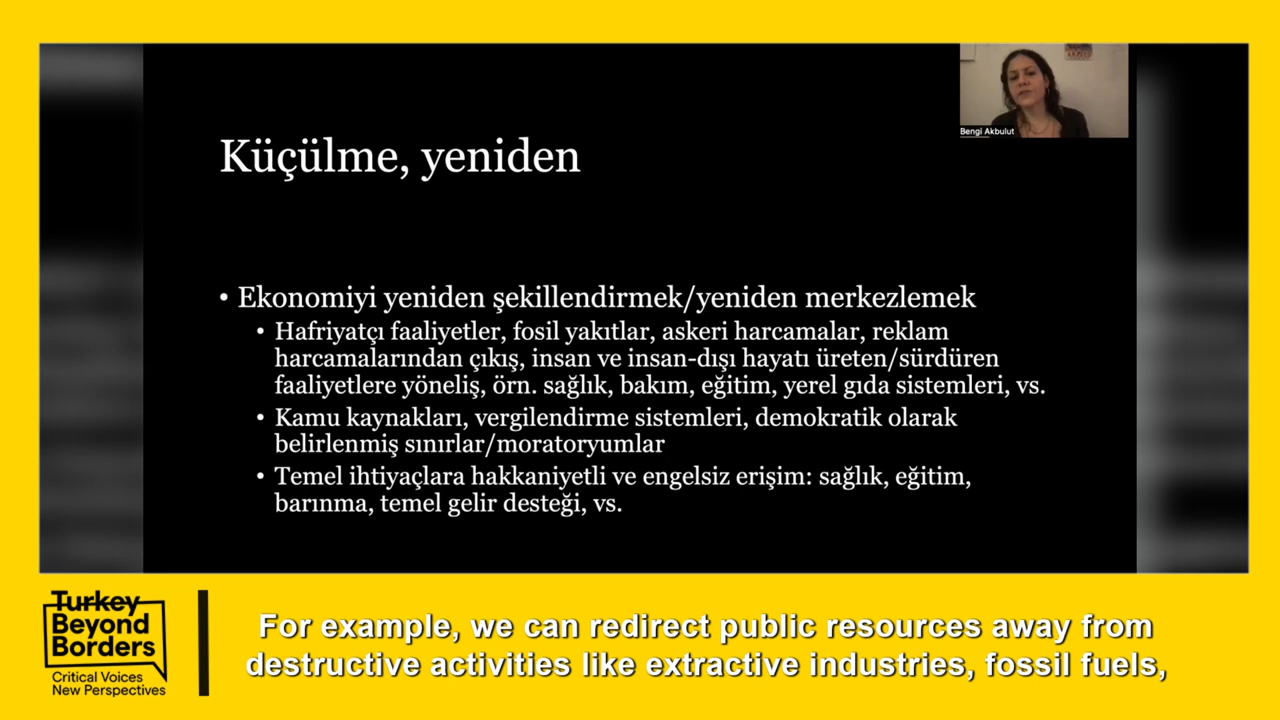 Bengi Akbulut
Küçülme, yeniden
• Ekonomiyi yeniden şekillendirmek/yeniden merkezlemek
• Hafriyatçı faaliyetler, fosil yakıtlar, askeri harcamalar, reklam
harcamalarından çıkış, insan ve insan-dışı hayatı üreten/sürdüren
faaliyetlere yöneliş, örn. sağlık, bakım, eğitim, yerel gıda sistemleri, vs.
• Kamu kaynakları, vergilendirme sistemleri, demokratik olarak
belirlenmiş sınırlar/moratoryumlar
• Temel ihtiyaçlara hakkaniyetli ve engelsiz erişim: sağlık, eğitim,
barınma, temel gelir desteği, vs.
Turkey
Beyond
Borders
Critical Voices
New Perspectives
For example, we can redirect public resources away from
destructive activities like extractive industries, fossil fuels,